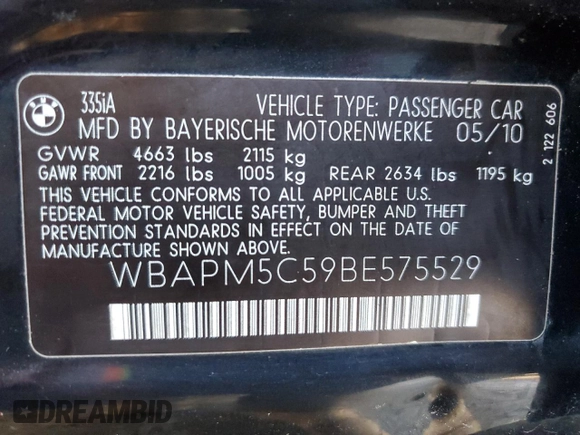 335iA
VEHICLE TYPE: PASSENGER CAR
MFD BY BAYERISCHE MOTORENWERKE 05/10
GVWR 4663 lbs 2115 kg
GAWR FRONT 2216 lbs 1005 kg REAR 2634 lbs 1195 kg
THIS VEHICLE CONFORMS TO ALL APPLICABLE U.S.
FEDERAL MOTOR VEHICLE SAFETY, BUMPER AND THEFT
PREVENTION STANDARDS IN EFFECT ON THE DATE OF
MANUFACTURE SHOWN ABOVE.
WBAPM5C59BE575529
2 122 606
BMW
DREAMBID